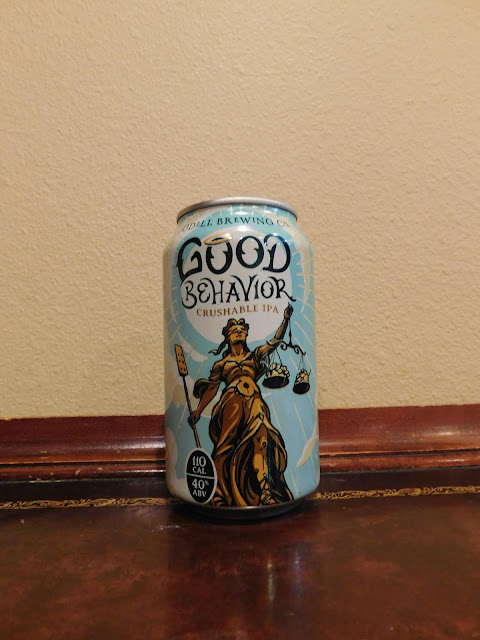 ODELL BREWING CO
GOOD
BEHAVIOR
CRUSHABLE IPA
110
CAL
4.0%
ABV